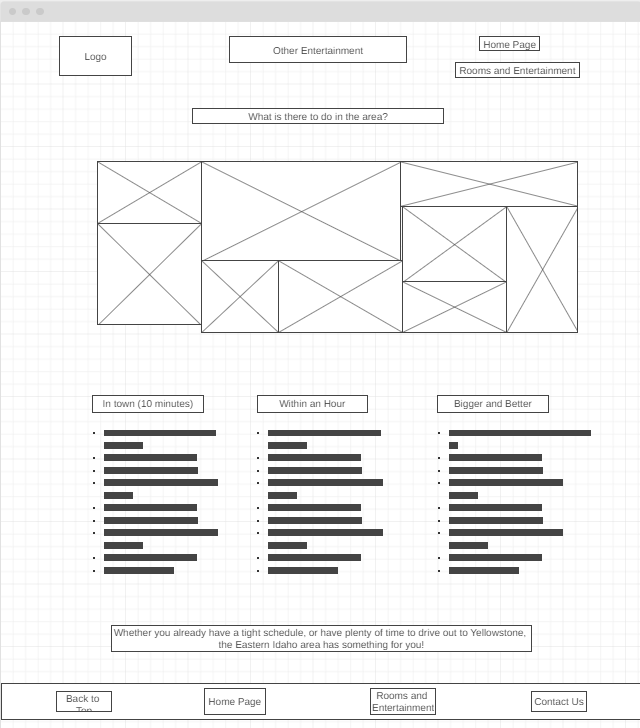 Logo
Other Entertainment
Home Page
Rooms and Entertainment
What is there to do in the area?
In town (10 minutes)
Within an Hour
Bigger and Better
Whether you already have a tight schedule, or have plenty of time to drive out to Yellowstone,
the Eastern Idaho area has something for you!
Back to
Top
Home Page
Rooms and
Entertainment
Contact Us